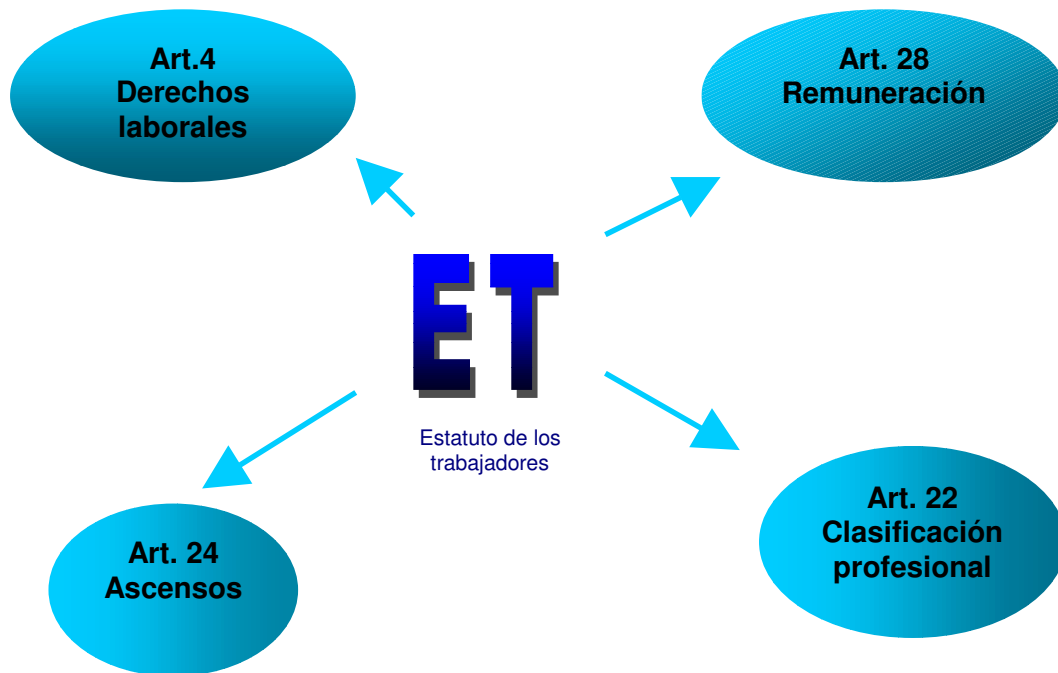 Art.4
Derechos
laborales
Art. 28
Remuneración
ET
Estatuto de los
trabajadores
Art. 24
Ascensos
Art. 22
Clasificación
profesional